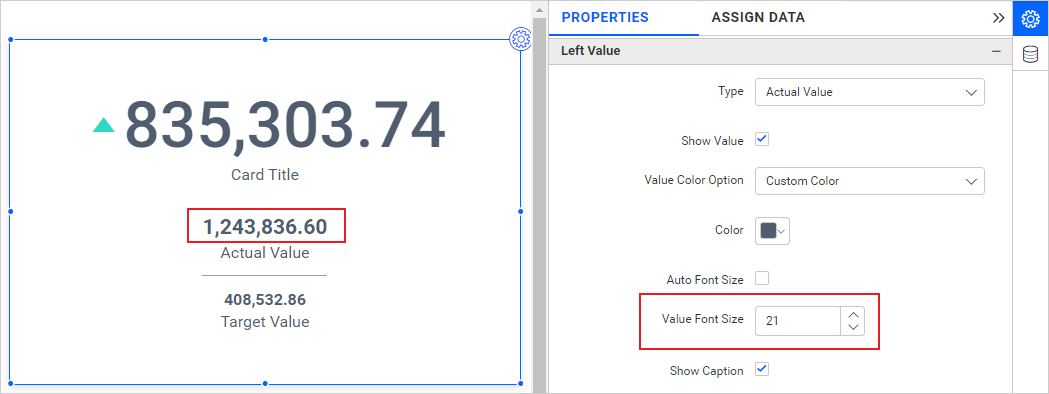 835,303.74
Card Title
1,243,836.60
Actual Value
408,532.86
Target Value
PROPERTIES
ASSIGN DATA
Left Value
Type
Actual Value
Show Value
Value Color Option
Custom Color
Color
Auto Font Size
Value Font Size
21
Show Caption